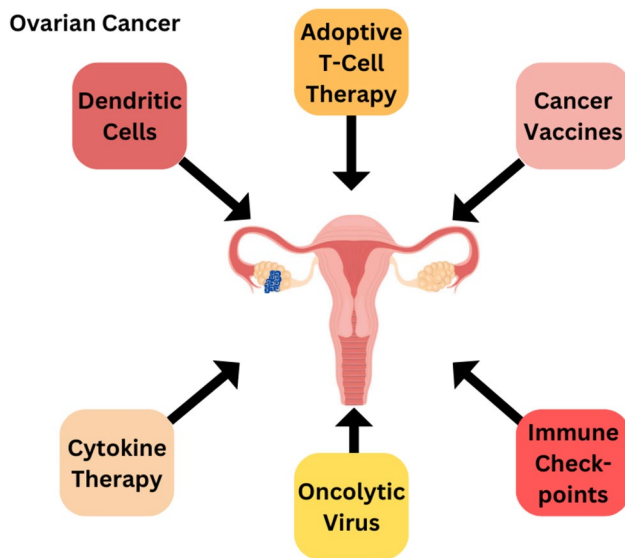 Ovarian Cancer
Adoptive
T-Cell
Therapy
Dendritic
Cells
Cancer
Vaccines
Cytokine
Therapy
Oncolytic
Virus
Immune
Check-
points